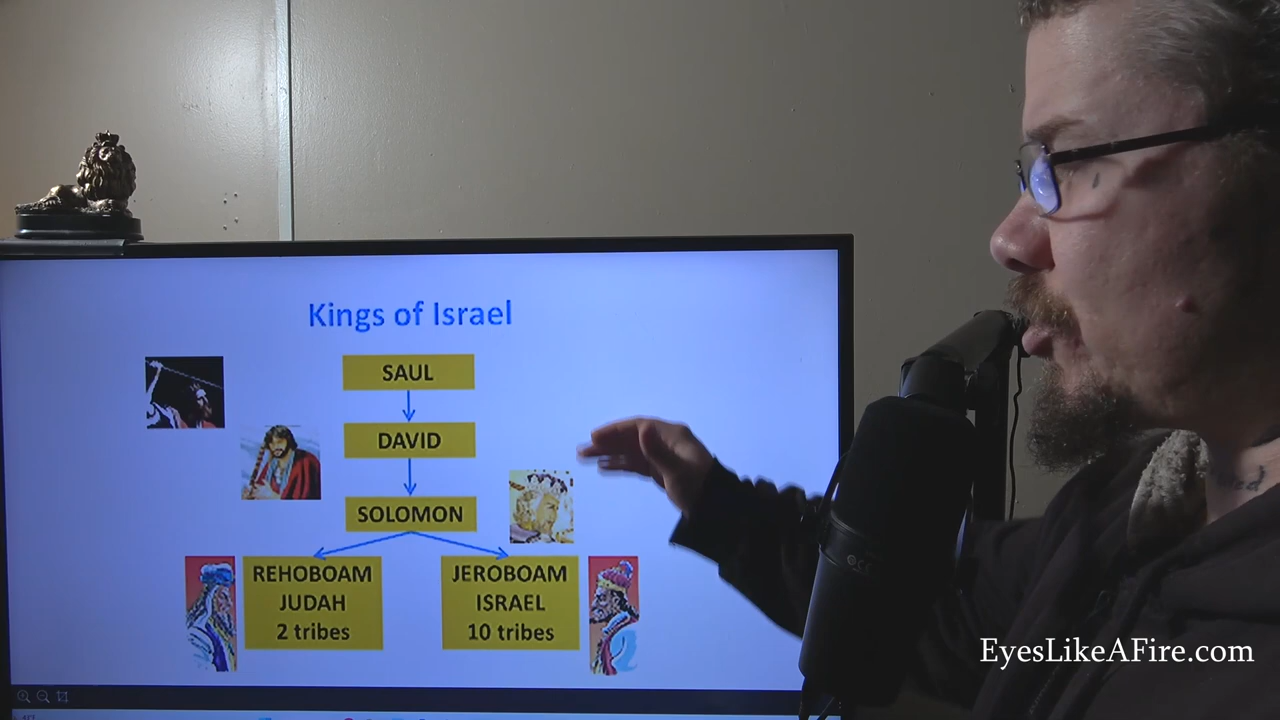 Kings of Israel
SAUL
DAVID
SOLOMON
REHOBOAM
JUDAH
2 tribes
JEROBOAM
ISRAEL
10 tribes
EyesLikeAFire.com